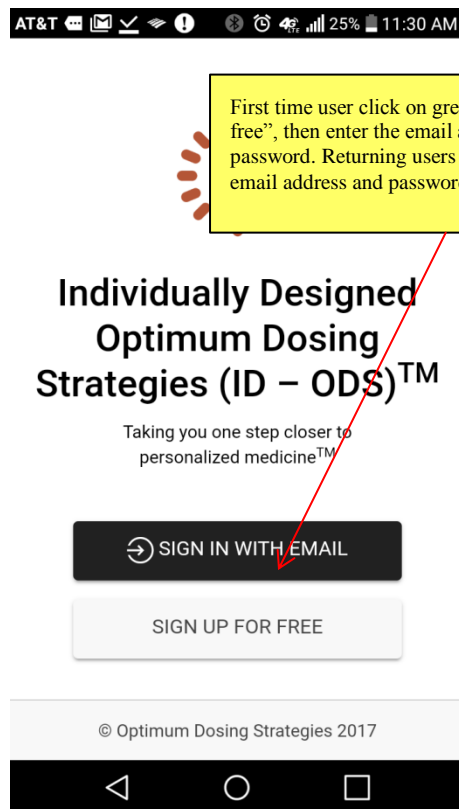 AT&T 4G LTE 25% 11:30 AM
First time user click on
free”, then enter the email
password. Returning users
email address and
Individually Designed
Optimum Dosing
Strategies (ID – ODS)TM
Taking you one step closer to
personalized medicineTM
SIGN IN WITH EMAIL
SIGN UP FOR FREE
© Optimum Dosing Strategies 2017